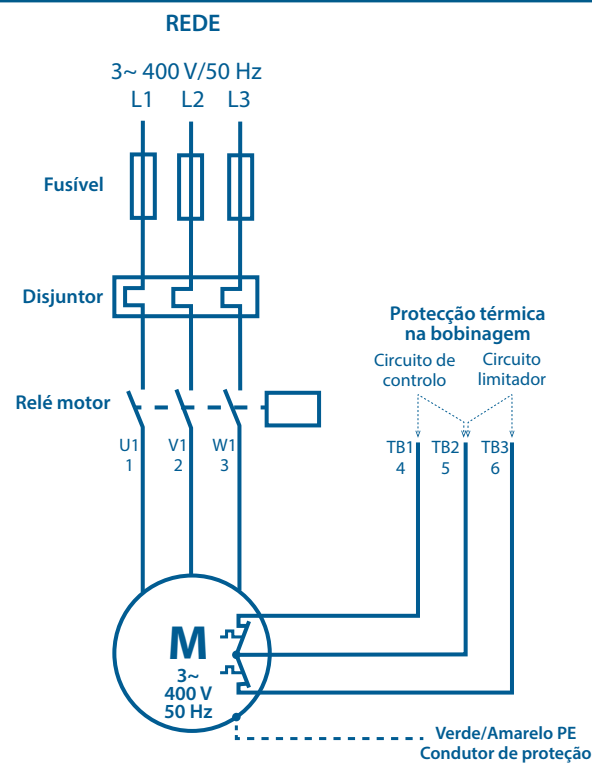 REDE
3~ 400 V/50 Hz
L1 L2 L3
Fusível
Disjuntor
Protecção térmica
na bobinagem
Circuito de
controlo
Circuito
limitador
Relé motor
U1 V1 W1
1 2 3
TB1 TB2 TB3
4 5 6
M
3~
400 V
50 Hz
Verde/Amarelo PE
Condutor de proteção